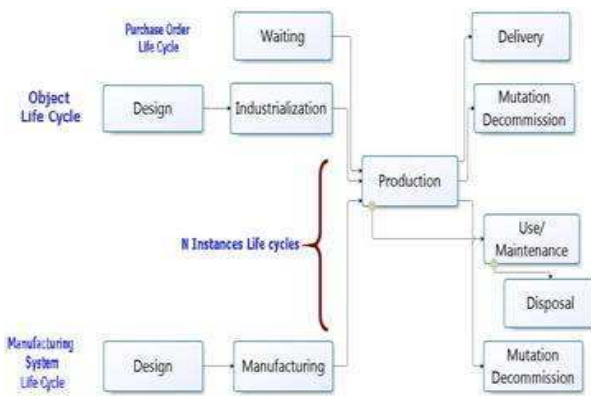 Purchase Order
Life Cycle
Waiting
Delivery
Object
Life Cycle
Design
Industrialization
Mutation
Decommission
Production
N Instances Life cycles
Use/
Maintenance
Disposal
Manufacturing
System
Life Cycle
Design
Manufacturing
Mutation
Decommission